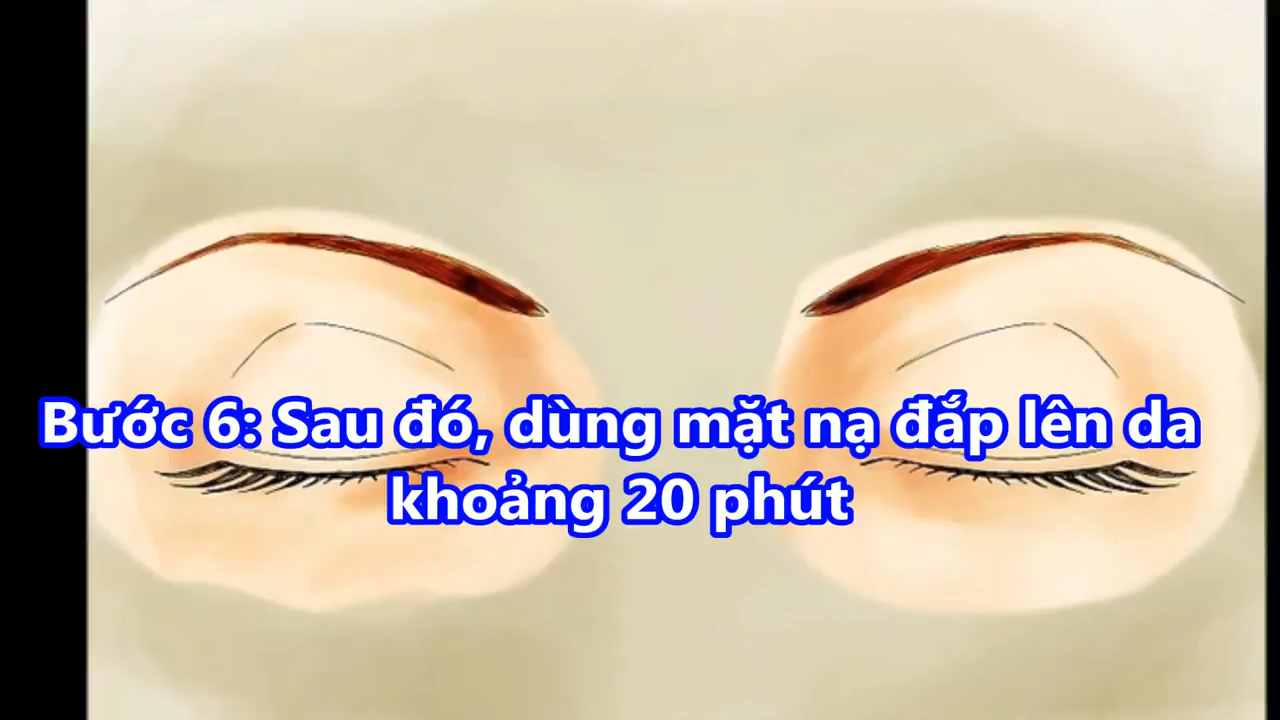 Bước 6: Sau đó, dùng mặt nạ đắp lên da
khoảng 20 phút